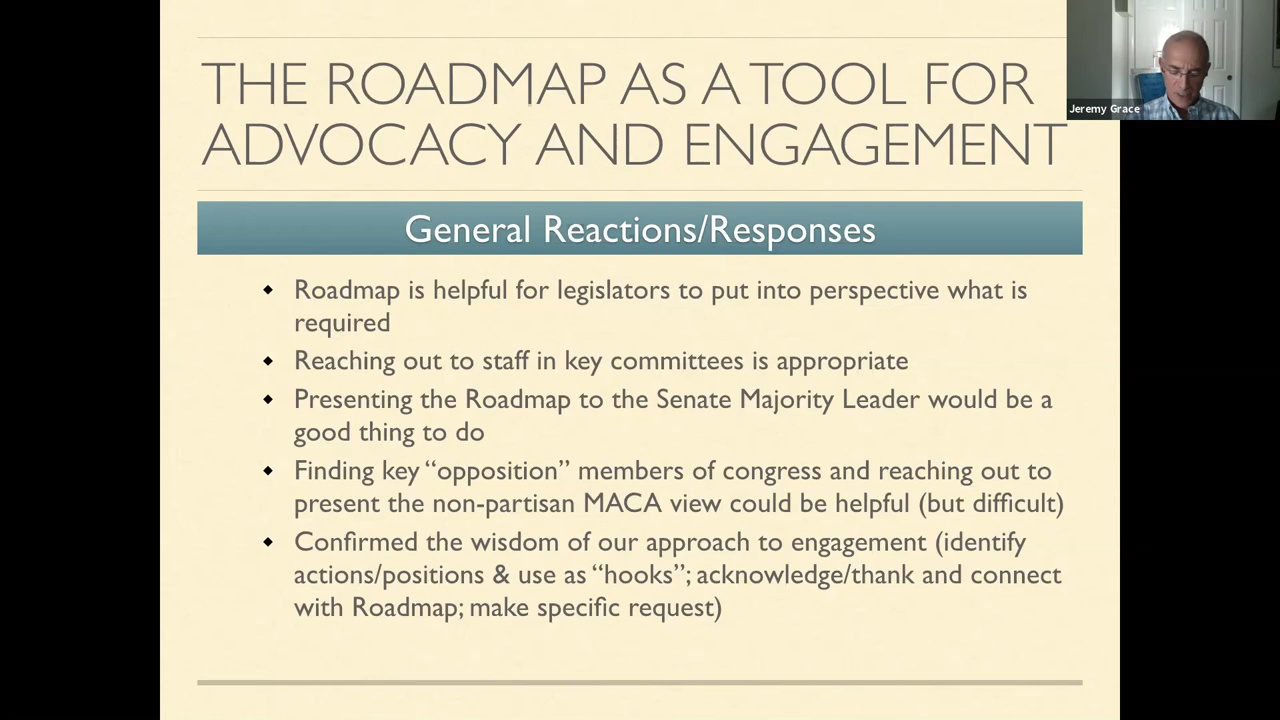 THE ROADMAP AS A TOOL FOR
ADVOCACY AND ENGAGEMENT
Jeremy Grace
General Reactions/Responses
Roadmap is helpful for legislators to put into perspective what is
required
Reaching out to staff in key committees is appropriate
Presenting the Roadmap to the Senate Majority Leader would be a
good thing to do
Finding key “opposition” members of congress and reaching out to
present the non-partisan MACA view could be helpful (but difficult)
Confirmed the wisdom of our approach to engagement (identify
actions/positions & use as “hooks”; acknowledge/thank and connect
with Roadmap; make specific request)